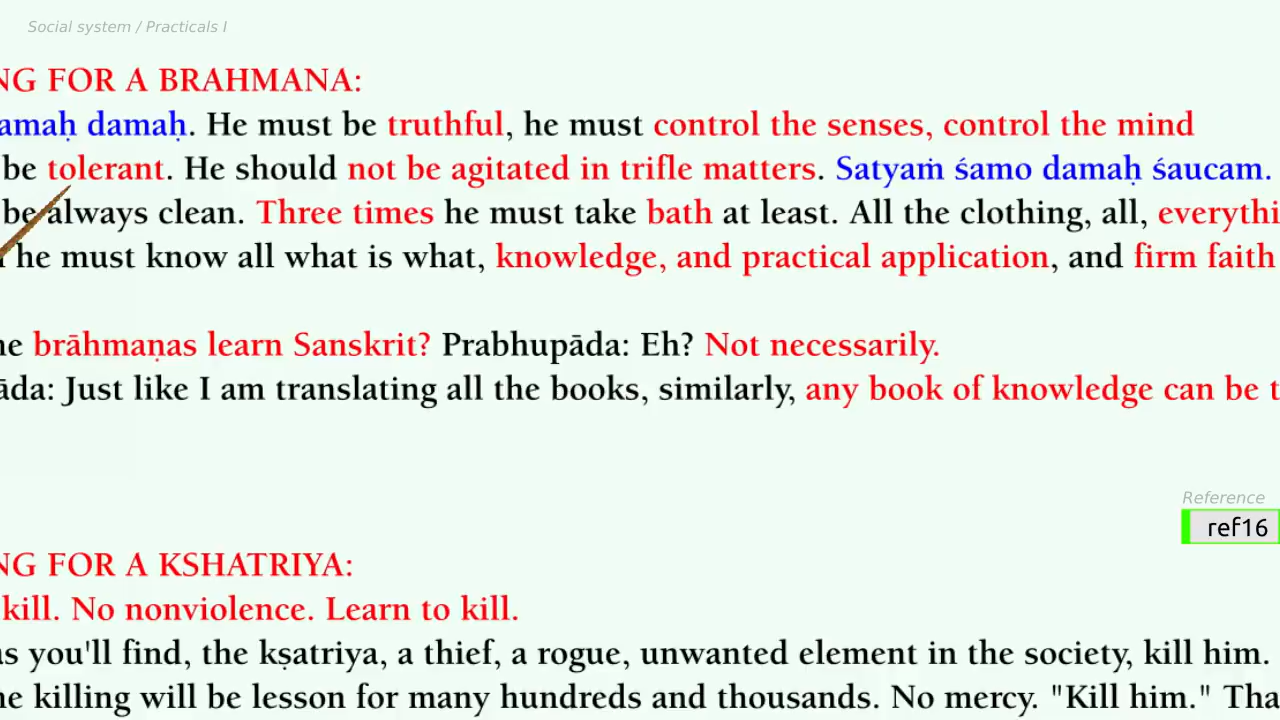 Social system / Practicals I
NG FOR A BRAHMANA:
amaḥ damaḥ. He must be truthful, he must control the senses, control the mind
be tolerant. He should not be agitated in trifle matters. Satyaṁ śamo damaḥ śaucam.
be always clean. Three times he must take bath at least. All the clothing, all, everythi
he must know all what is what, knowledge, and practical application, and firm faith
ne brāhmaṇas learn Sanskrit? Prabhupāda: Eh? Not necessarily.
āda: Just like I am translating all the books, similarly, any book of knowledge can be t
Reference
ref16
NG FOR A KSHATRIYA:
kill. No nonviolence. Learn to kill.
as you'll find, the kṣatriya, a thief, a rogue, unwanted element in the society, kill him.
ne killing will be lesson for many hundreds and thousands. No mercy. "Kill him." Tha